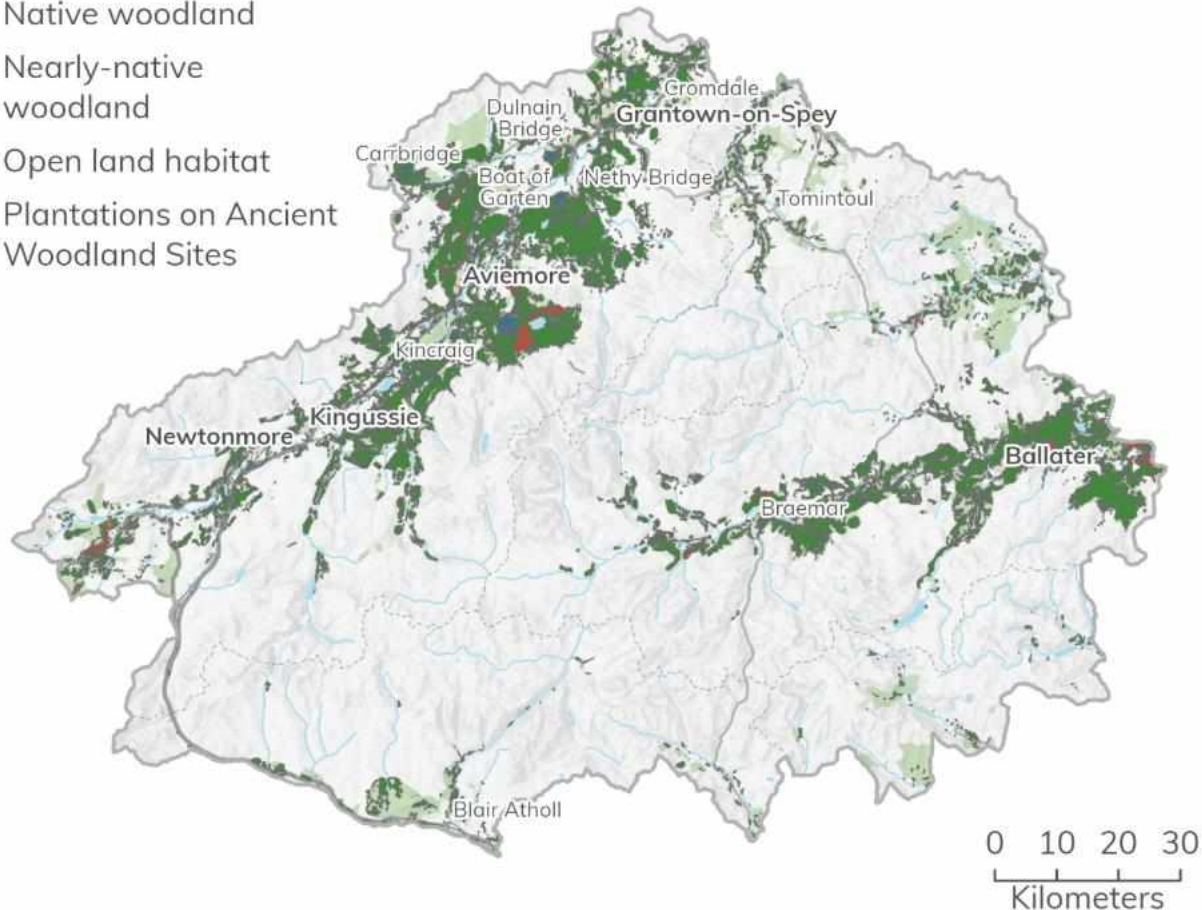 Native woodland
Nearly-native
woodland
Open land habitat
Plantations on Ancient
Woodland Sites
Cromdale
Dulnain
Bridge
Grantown-on-Spey
Carrbridge
Boat of
Garten
Nethy Bridge
Tomintoul
Aviemore
Kincraig
Kingussie
Newtonmore
Ballater
Braemar
Blair Atholl
0 10 20 30
Kilometers